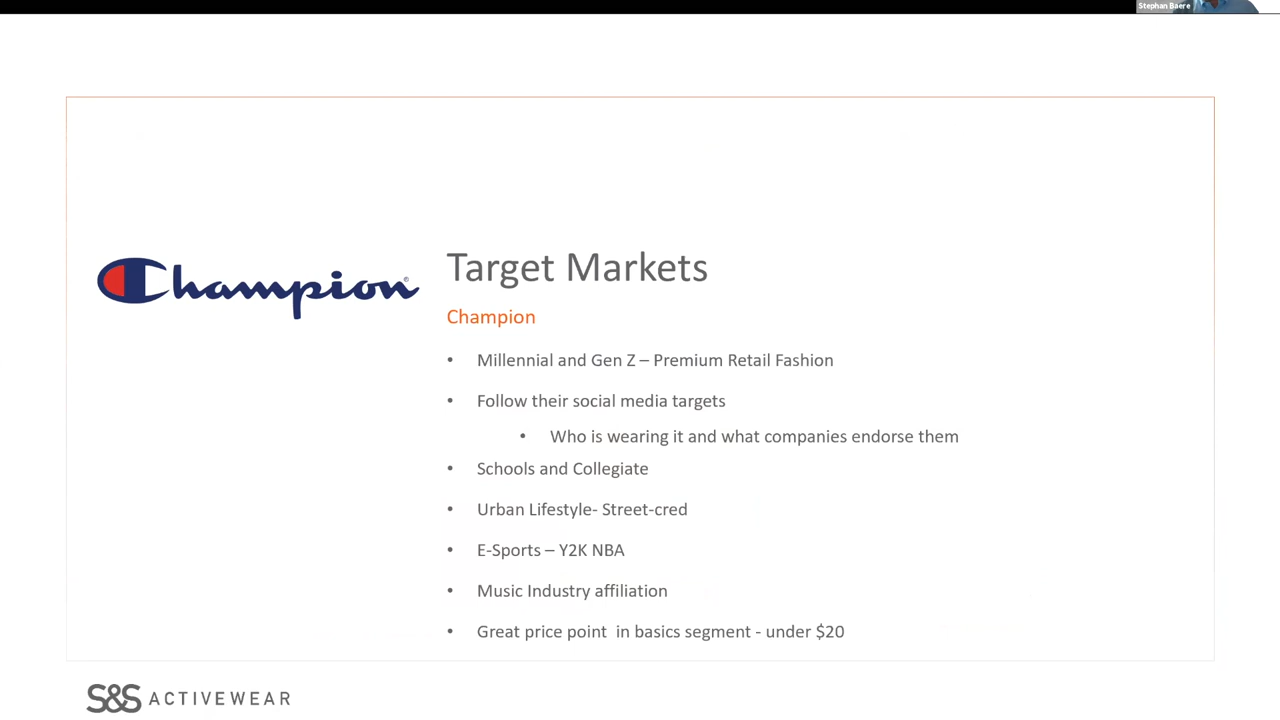 Stephan Baere
Champion
Target Markets
Champion
• Millennial and Gen Z – Premium Retail Fashion
• Follow their social media targets
• Who is wearing it and what companies endorse them
• Schools and Collegiate
• Urban Lifestyle- Street-cred
• E-Sports – Y2K NBA
• Music Industry affiliation
• Great price point  in basics segment - under $20
S&S ACTIVEWEAR